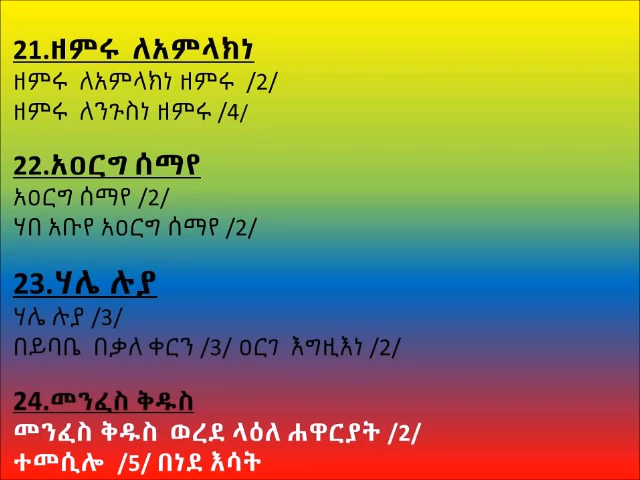 21.ዘምሩ ለአምላክነ
ዘምሩ ለአምላክነ ዘምሩ /2/
ዘምሩ ለንጉስነ ዘምሩ /4/
22.አዐርግ ሰማየ
አዐርግ ሰማየ /2/
ሃበ አቡየ አዐርግ ሰማየ /2/
23.ሃሌ ሉያ
ሃሌ ሉያ /3/
በይባቤ በቃለ ቀርን /3/ ዐርገ እግዚእነ /2/
24.መንፈስ ቅዱስ
መንፈስ ቅዱስ ወረደ ላዕለ ሐዋርያት /2/
ተመሲሎ /5/ በነደ እሳት